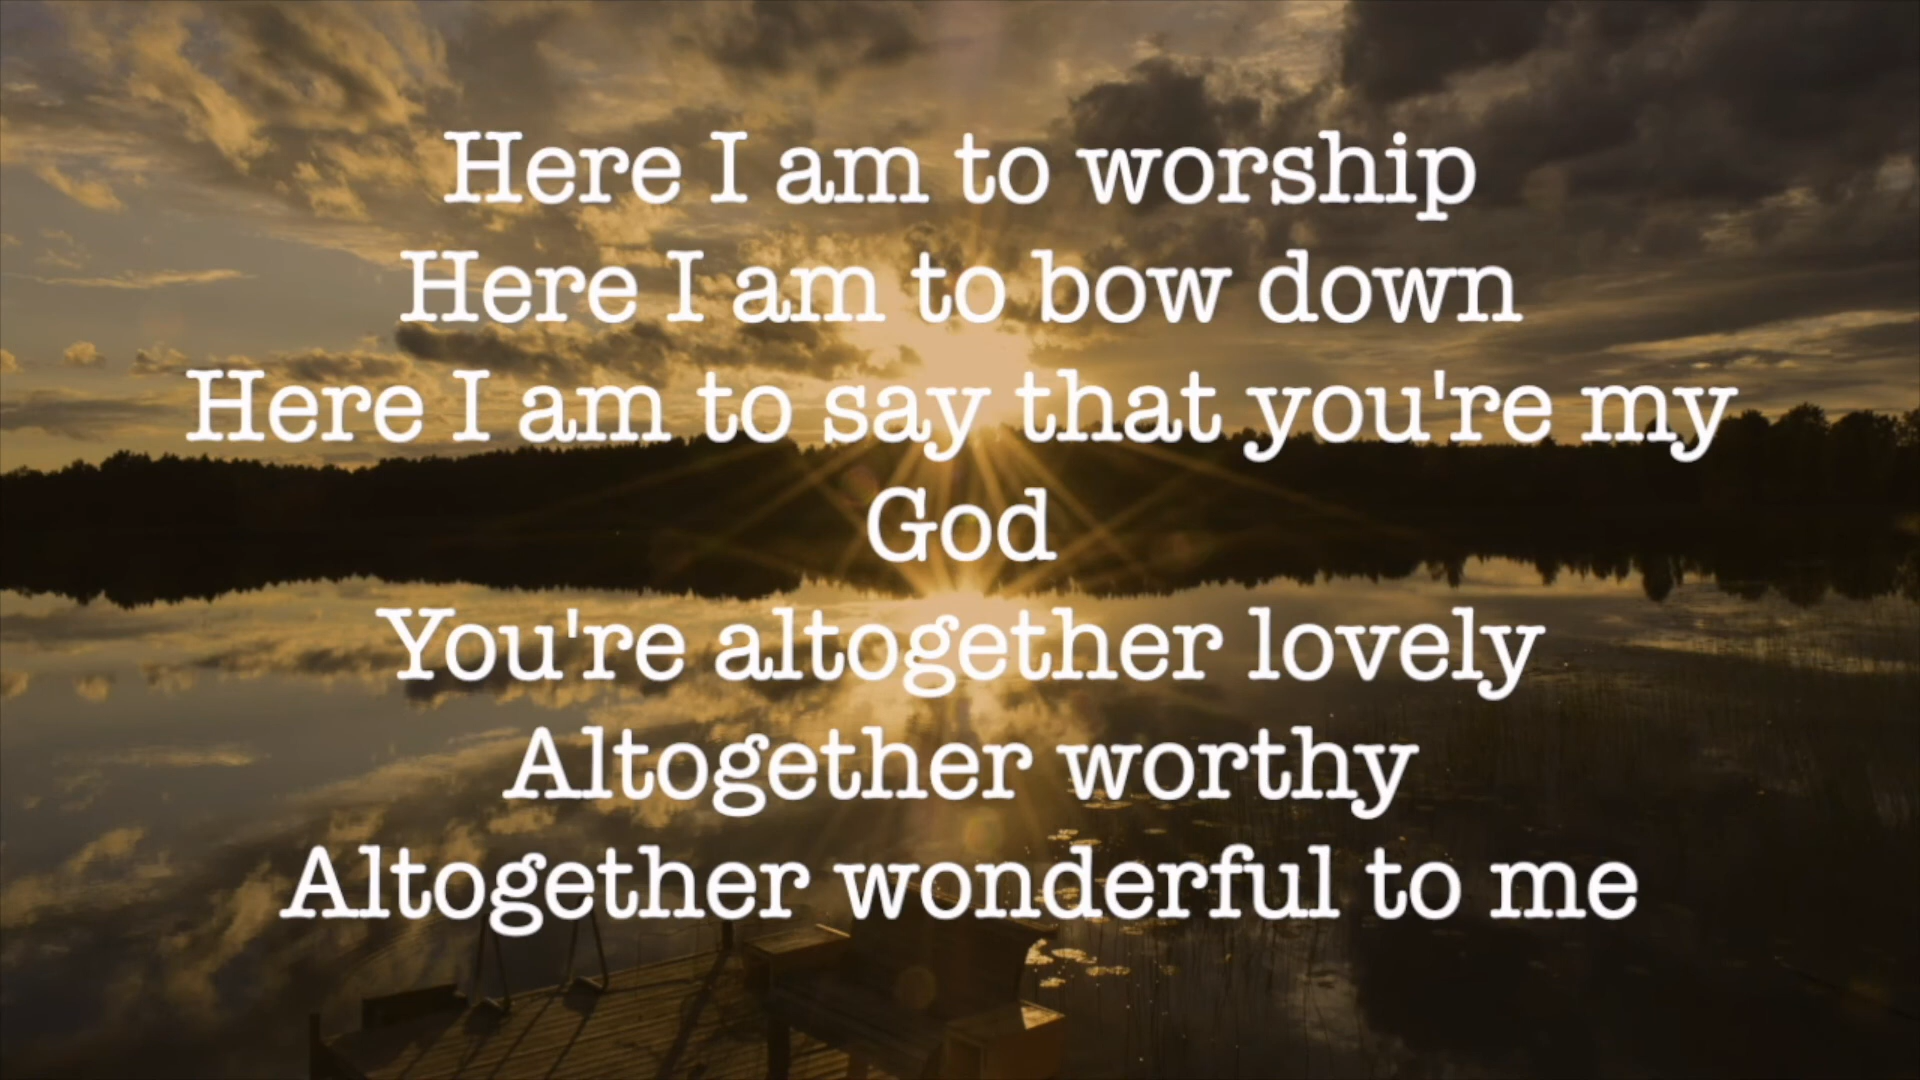 Here I am to worship
Here I am to bow down
Here I am to say that you're my
God
You're altogether lovely
Altogether worthy
Altogether wonderful to me